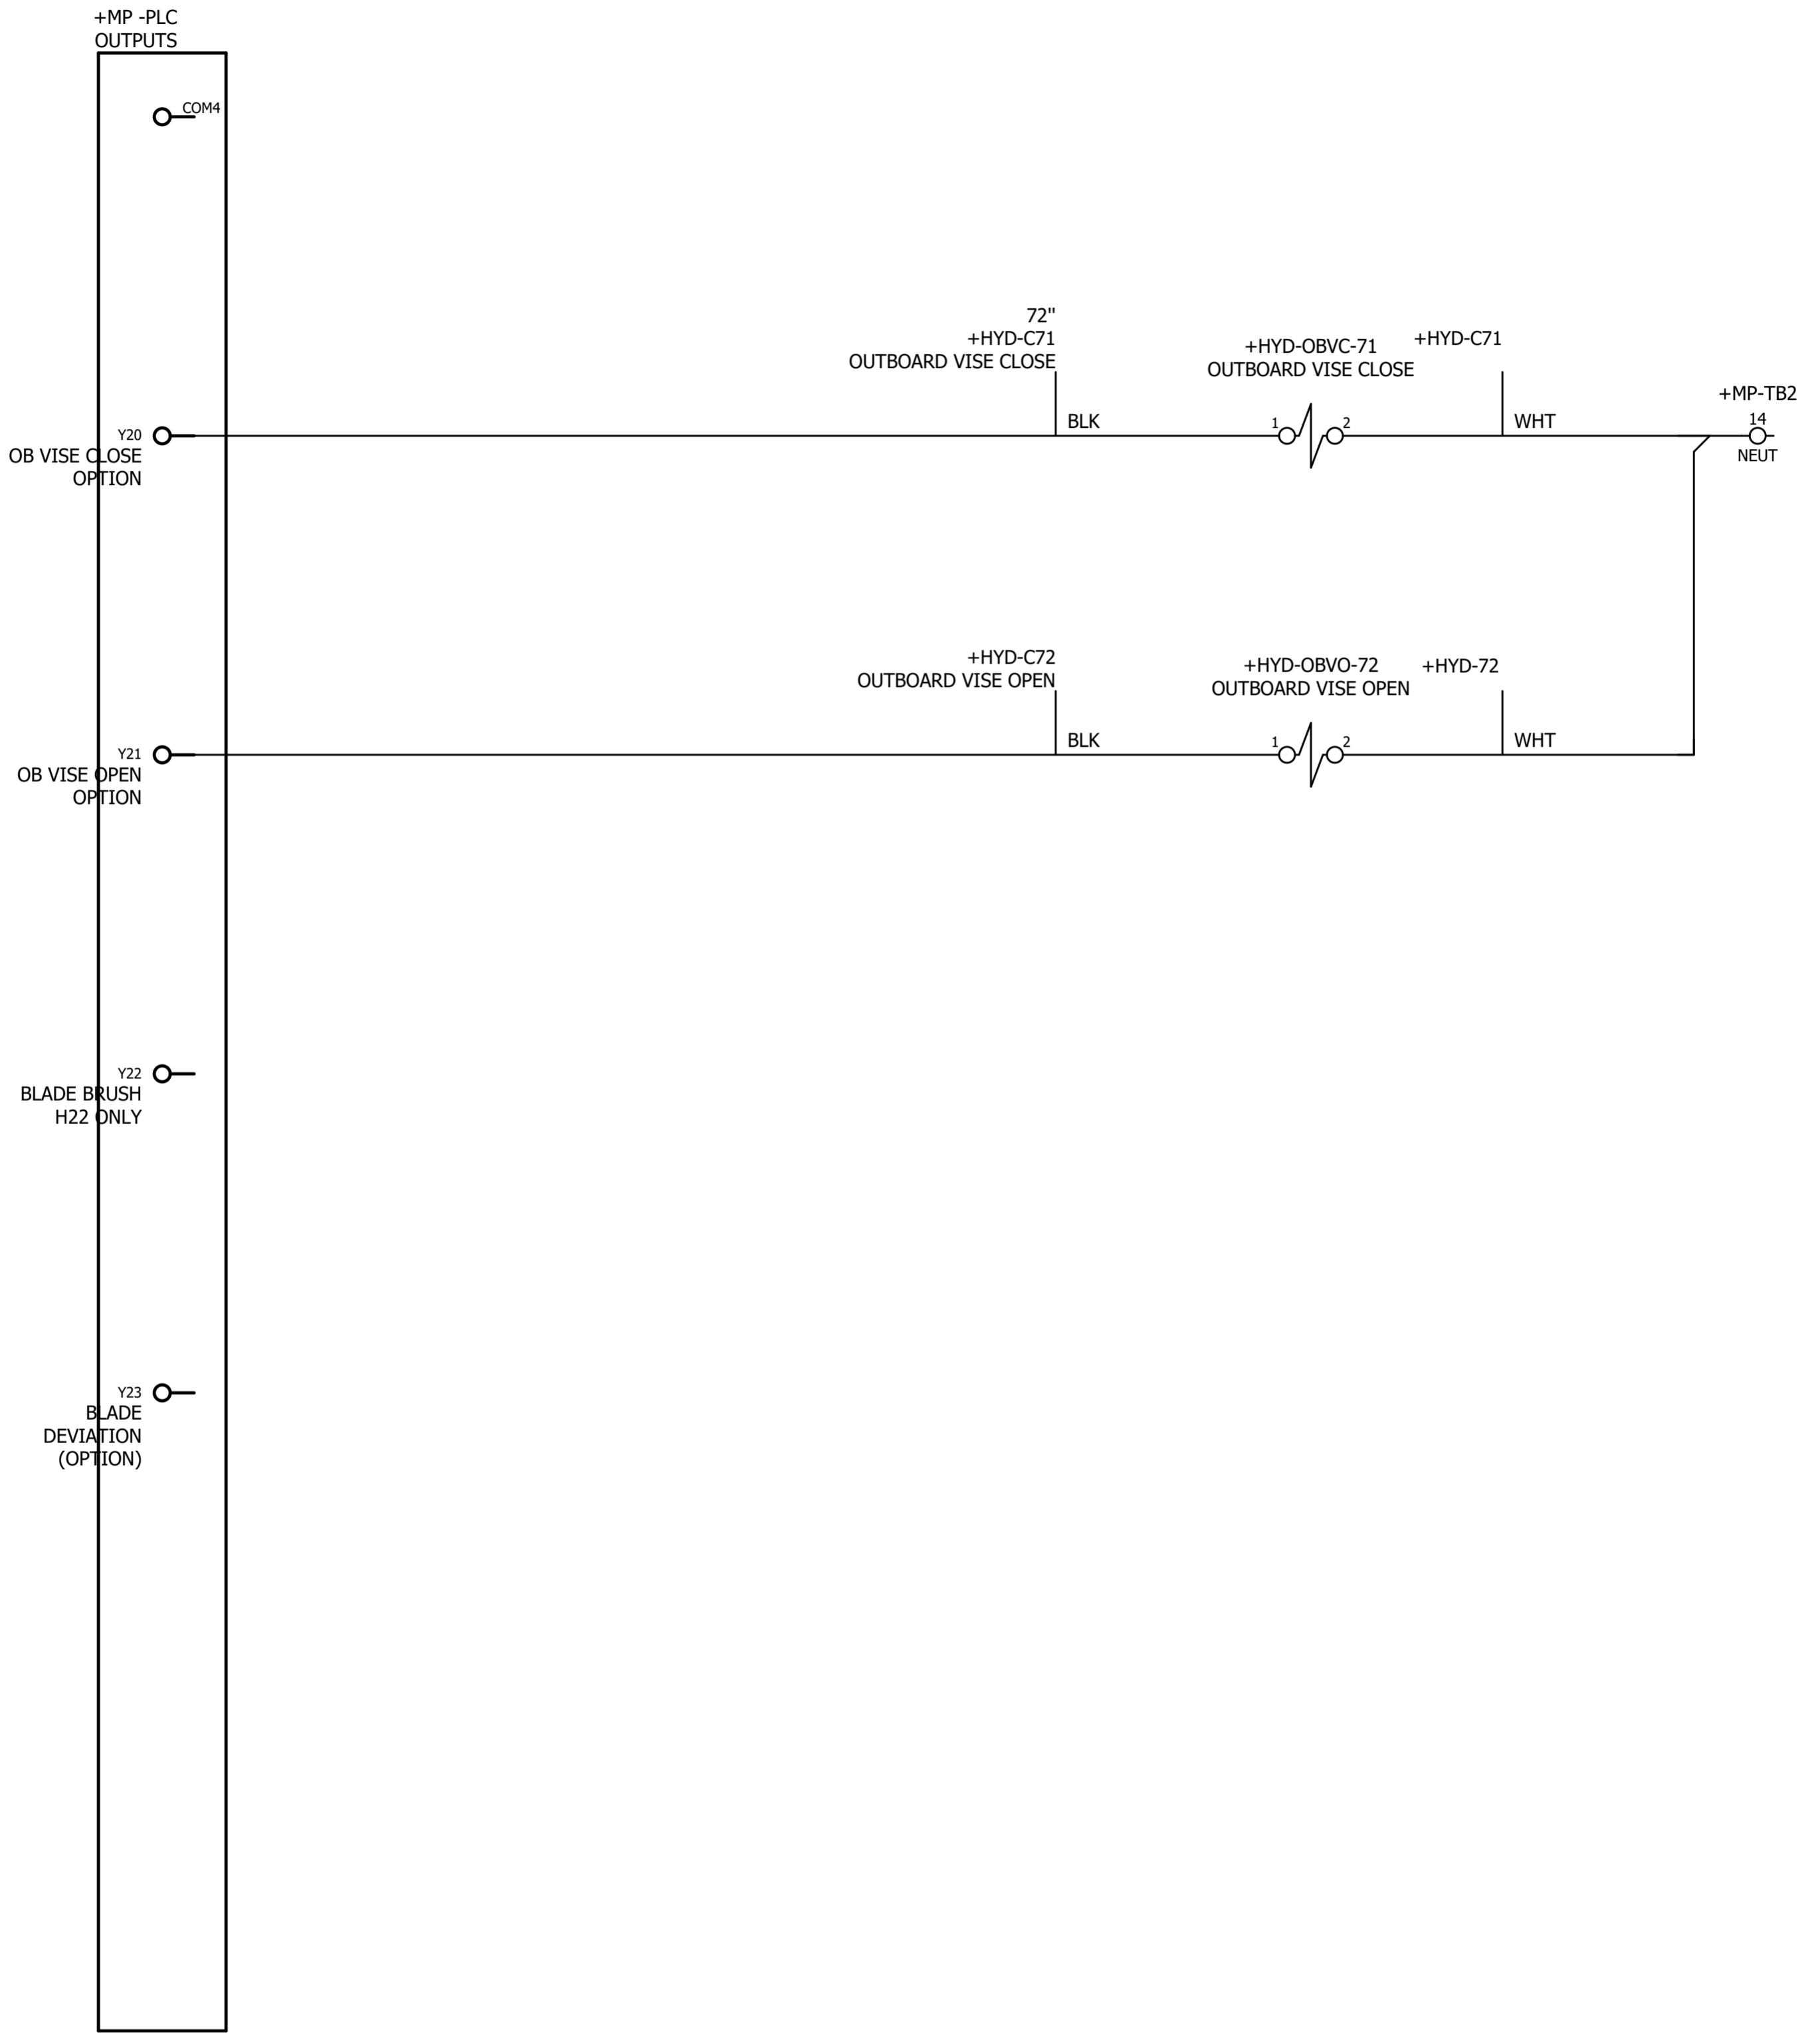 +MP -PLC
OUTPUTS
COM4
72"
+HYD-C71
OUTBOARD VISE CLOSE
+HYD-OBVC-71
OUTBOARD VISE CLOSE
+HYD-C71
+MP-TB2
14
NEUT
Y20
OB VISE CLOSE
OPTION
BLK
1
2
WHT
+HYD-C72
OUTBOARD VISE OPEN
+HYD-OBVO-72
OUTBOARD VISE OPEN
+HYD-72
Y21
OB VISE OPEN
OPTION
BLK
1
2
WHT
Y22
BLADE BRUSH
H22 ONLY
Y23
BLADE
DEVIATION
(OPTION)